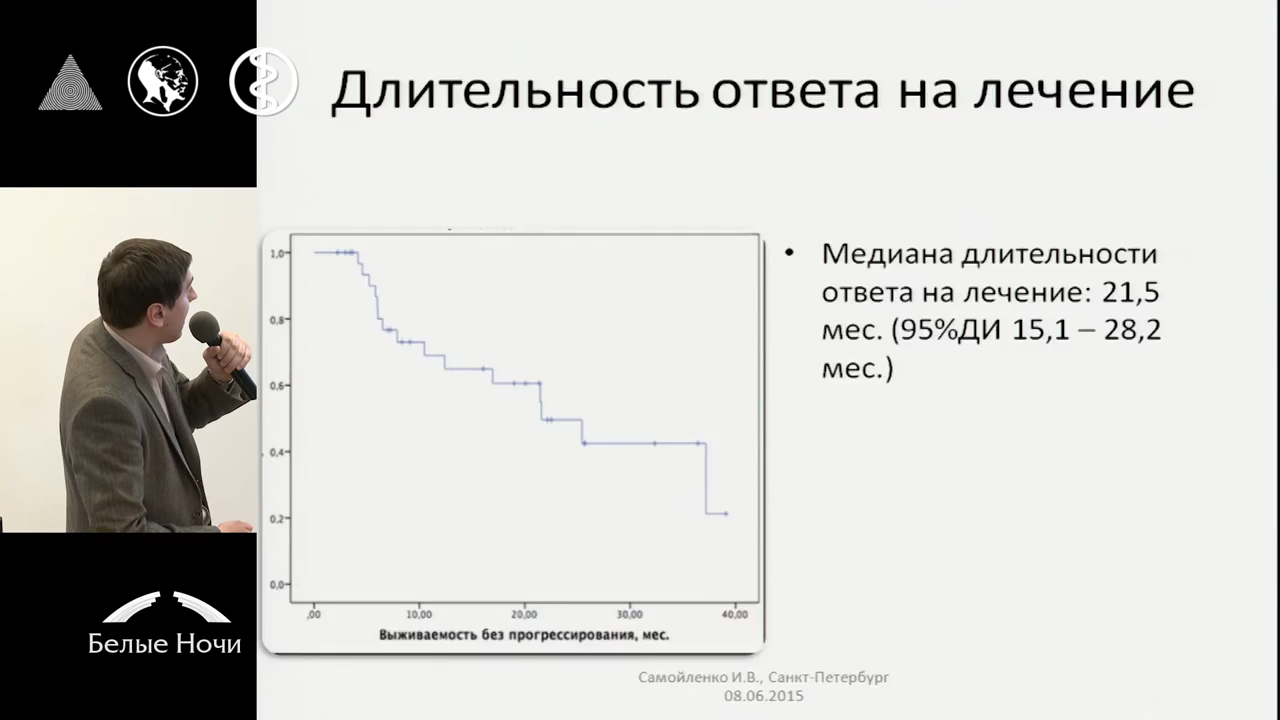 Длительность ответа на лечение
1,0
0,8
0,6
0,4
0,2
0,0
,00
10,00
20,00
30,00
40,00
Выживаемость без прогрессирования, мес.
• Медиана длительности
ответа на лечение: 21,5
мес. (95%ДИ 15,1 – 28,2
мес.)
Белые Ночи
Самойленко И.В., Санкт-Петербург
08.06.2015